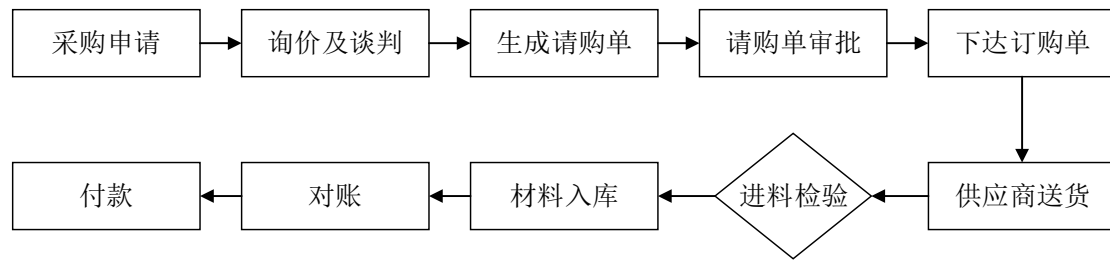 采购申请
询价及谈判
生成请购单
请购单审批
下达订购单
付款
对账
材料入库
进料检验
供应商送货